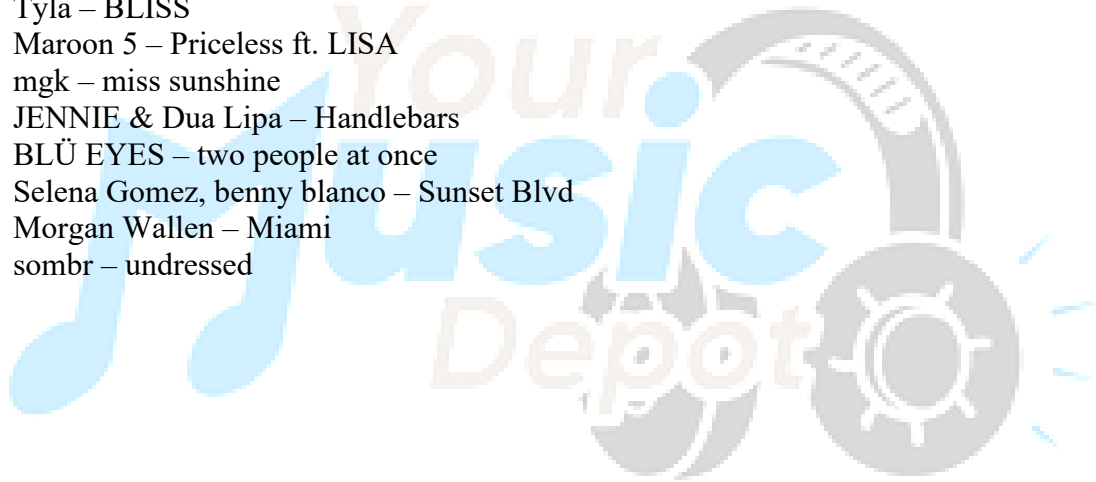 Tyla – BLISS
Maroon 5 – Priceless ft. LISA
mgk – miss sunshine
JENNIE & Dua Lipa – Handlebars
BLÜ EYES – two people at once
Selena Gomez, benny blanco – Sunset Blvd
Morgan Wallen – Miami
sombr – undressed
Your
Music
Depot